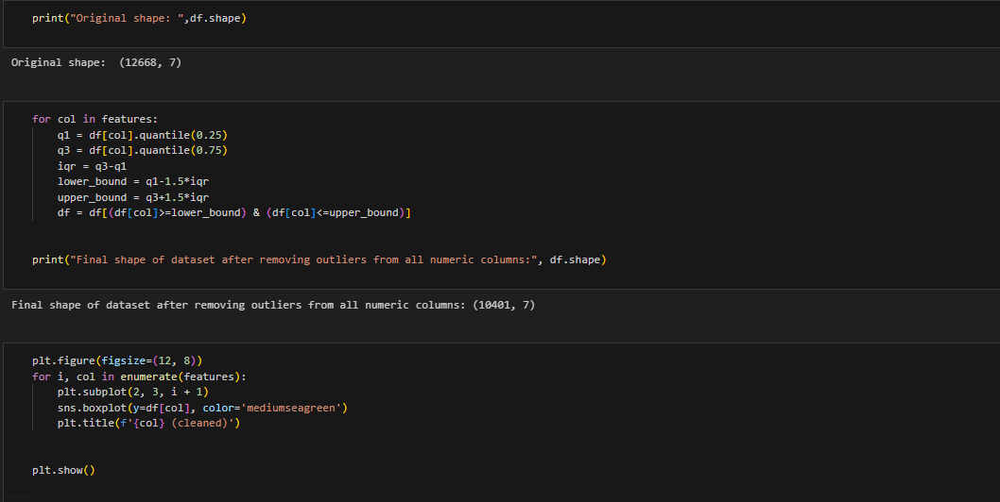 print("Original shape: ",df.shape)
Original shape:  (12668, 7)
for col in features:
    q1 = df[col].quantile(0.25)
    q3 = df[col].quantile(0.75)
    iqr = q3-q1
    lower_bound = q1-1.5*iqr
    upper_bound = q3+1.5*iqr
    df = df[(df[col]>=lower_bound) & (df[col]<=upper_bound)]
print("Final shape of dataset after removing outliers from all numeric columns:", df.shape)
Final shape of dataset after removing outliers from all numeric columns: (10401, 7)
plt.figure(figsize=(12, 8))
for i, col in enumerate(features):
    plt.subplot(2, 3, i + 1)
    sns.boxplot(y=df[col], color='mediumseagreen')
    plt.title(f'{col} (cleaned)')
plt.show()